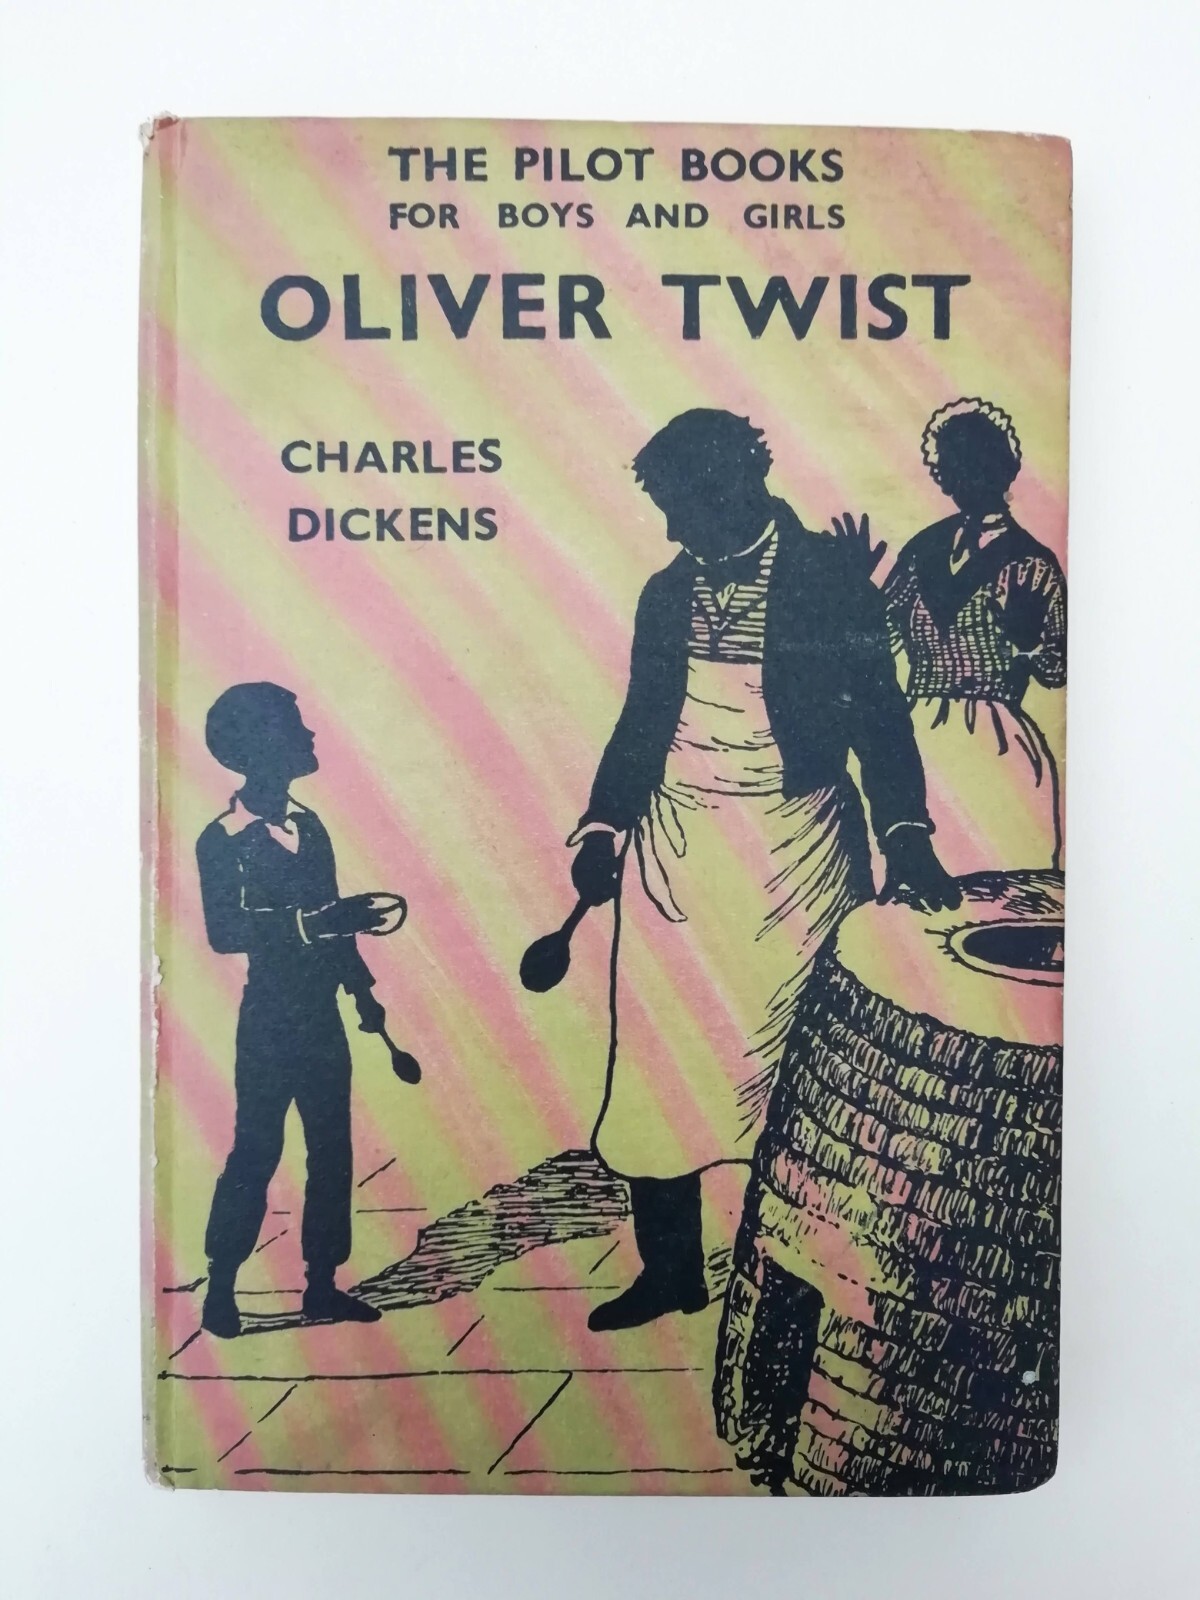 THE PILOT BOOKS
FOR BOYS AND GIRLS
OLIVER TWIST
CHARLES
DICKENS